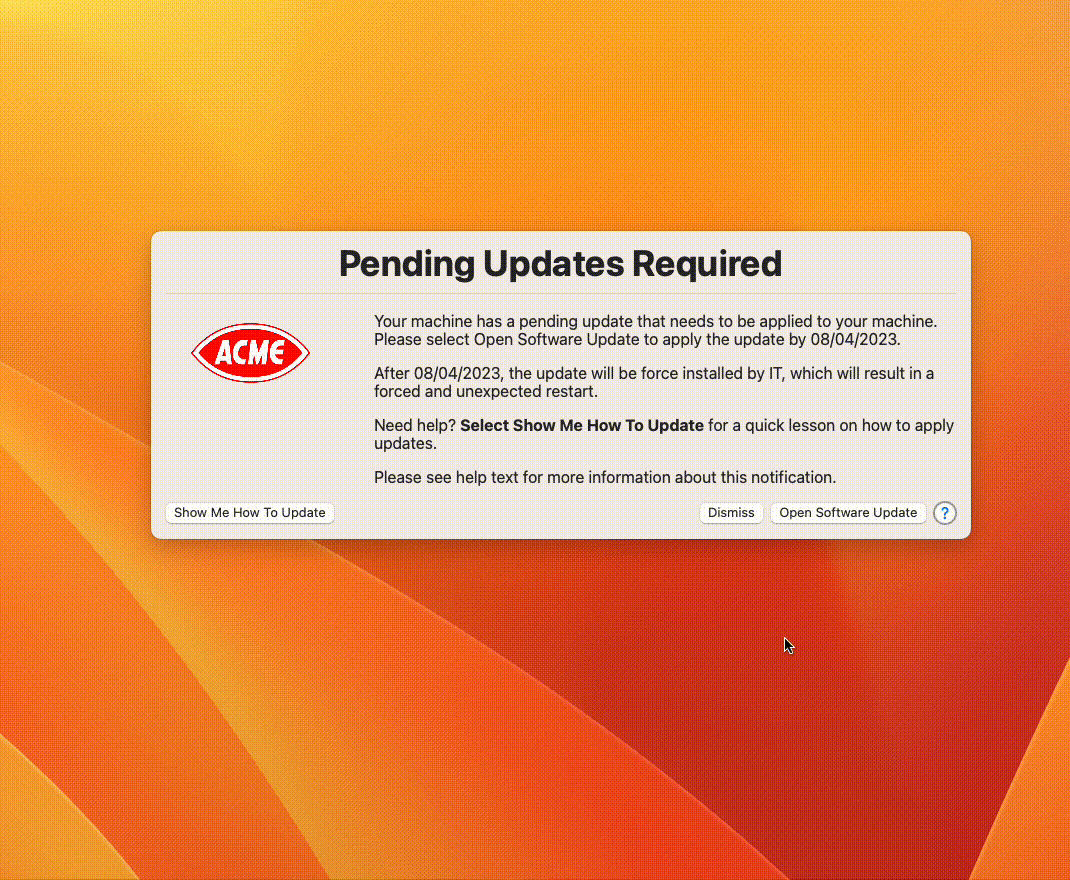 Pending Updates Required
ACME
Your machine has a pending update that needs to be applied to your machine.
Please select Open Software Update to apply the update by 08/04/2023.
After 08/04/2023, the update will be force installed by IT, which will result in a
forced and unexpected restart.
Need help? Select Show Me How To Update for a quick lesson on how to apply
updates.
Please see help text for more information about this notification.
Show Me How To Update
Dismiss
Open Software Update
?